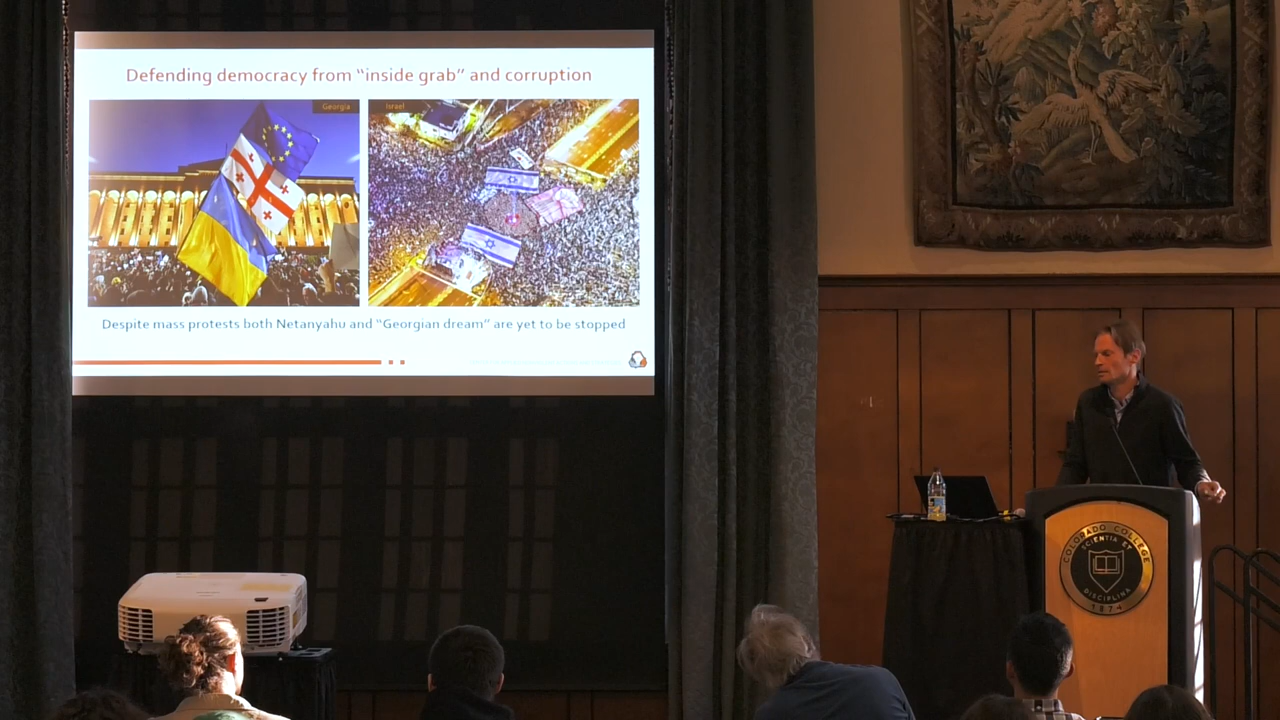 Defending democracy from “inside grab” and corruption
Georgia
Israel
Despite mass protests both Netanyahu and “Georgian dream” are yet to be stopped
COLORADO COLLEGE
SCIENTIA ET
DISCIPLINA
1874